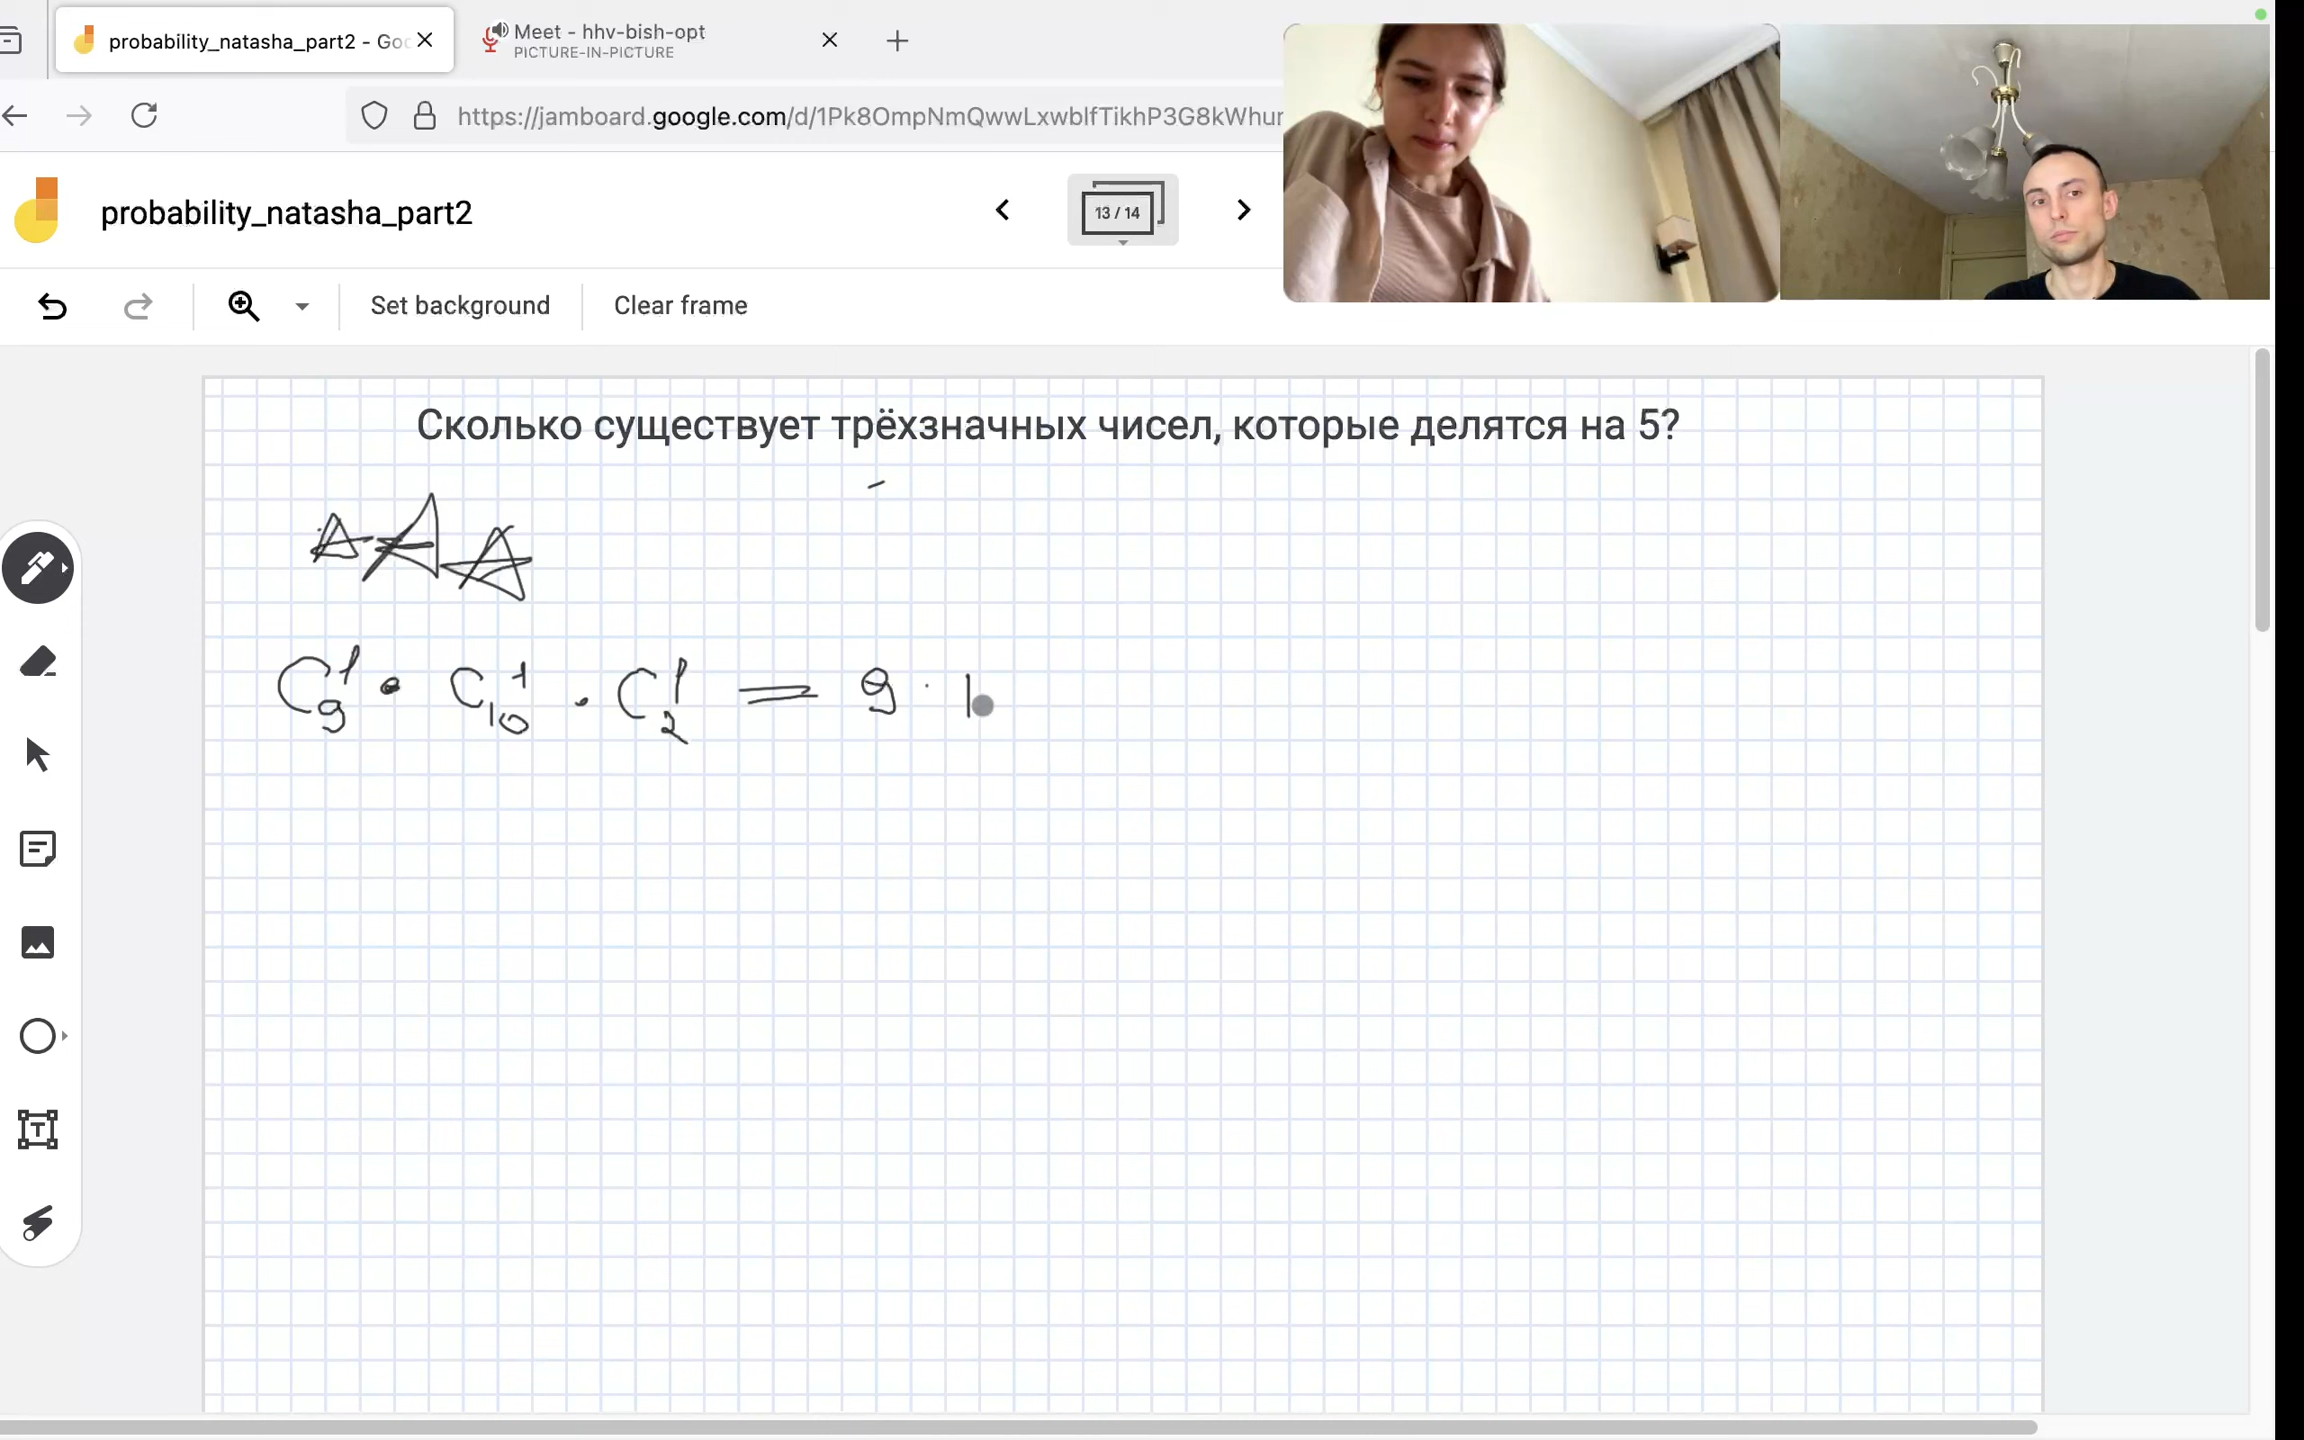 probability_natasha_part2 - Goo
Meet - hhv-bish-opt
PICTURE-IN-PICTURE
https://jamboard.google.com/d/1Pk8OmpNmQwwLxwblfTikhP3G8kWhur
probability_natasha_part2
13 / 14
Set background
Clear frame
Сколько существует трёхзначных чисел, которые делятся на 5?
A A A
C₉¹ · C₁₀¹ · C₂¹ = 9 · 1